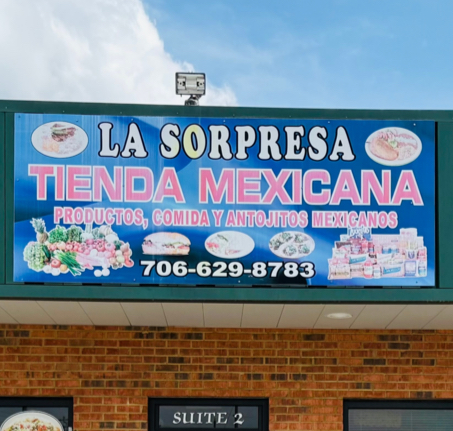 LA SORPRESA
TIENDA MEXICANA
PRODUCTOS, COMIDA Y ANTOJITOS MEXICANOS
706-629-8783
SUITE 2